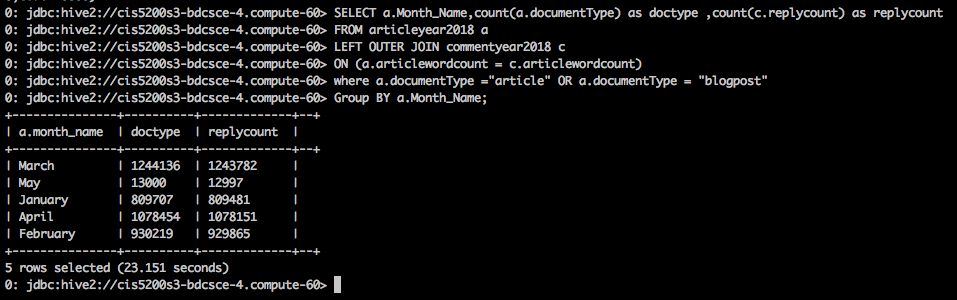 0: jdbc:hive2://cis5200s3-bdcsce-4.compute-60> SELECT a.Month_Name,count(a.documentType) as doctype ,count(c.replycount) as replycount
0: jdbc:hive2://cis5200s3-bdcsce-4.compute-60> FROM articleyear2018 a
0: jdbc:hive2://cis5200s3-bdcsce-4.compute-60> LEFT OUTER JOIN commentyear2018 c
0: jdbc:hive2://cis5200s3-bdcsce-4.compute-60> ON (a.articlewordcount = c.articlewordcount)
0: jdbc:hive2://cis5200s3-bdcsce-4.compute-60> where a.documentType ="article" OR a.documentType = "blogpost"
0: jdbc:hive2://cis5200s3-bdcsce-4.compute-60> Group BY a.Month_Name;
+---------------+----------+-------------+--+
| a.month_name | doctype | replycount |
+---------------+----------+-------------+--+
| March | 1244136 | 1243782 |
| May | 13000 | 12997 |
| January | 809707 | 809481 |
| April | 1078454 | 1078151 |
| February | 930219 | 929865 |
+---------------+----------+-------------+--+
5 rows selected (23.151 seconds)
0: jdbc:hive2://cis5200s3-bdcsce-4.compute-60>